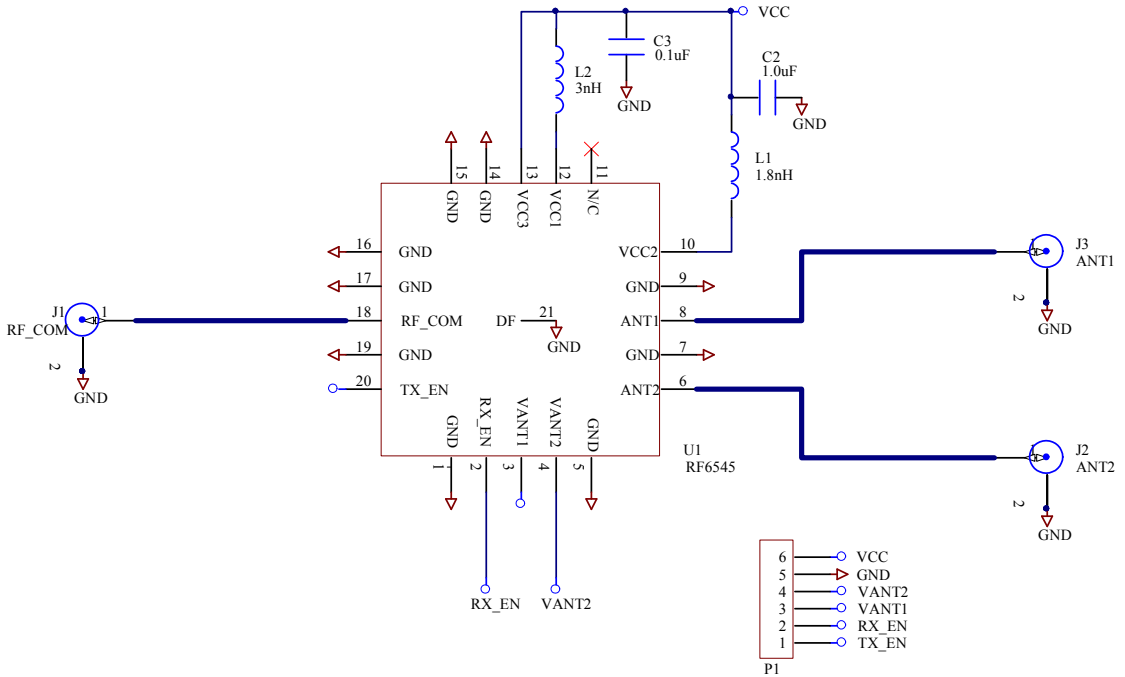 VCC
C3
0.1uF
GND
L2
3nH
C2
1.0uF
GND
L1
1.8nH
15
14
13
12
11
GND
GND
VCC3
VCC1
N/C
16
GND
17
GND
18
RF_COM
19
GND
20
TX_EN
VCC2
10
GND
9
ANT1
8
GND
7
ANT2
6
DF
21
GND
GND
RX_EN
VANT1
VANT2
GND
1
2
3
4
5
U1
RF6545
J1
1
RF_COM
2
GND
1
J3
ANT1
2
GND
1
J2
ANT2
2
GND
RX_EN
VANT2
6
VCC
5
GND
4
VANT2
3
VANT1
2
RX_EN
1
TX_EN
P1